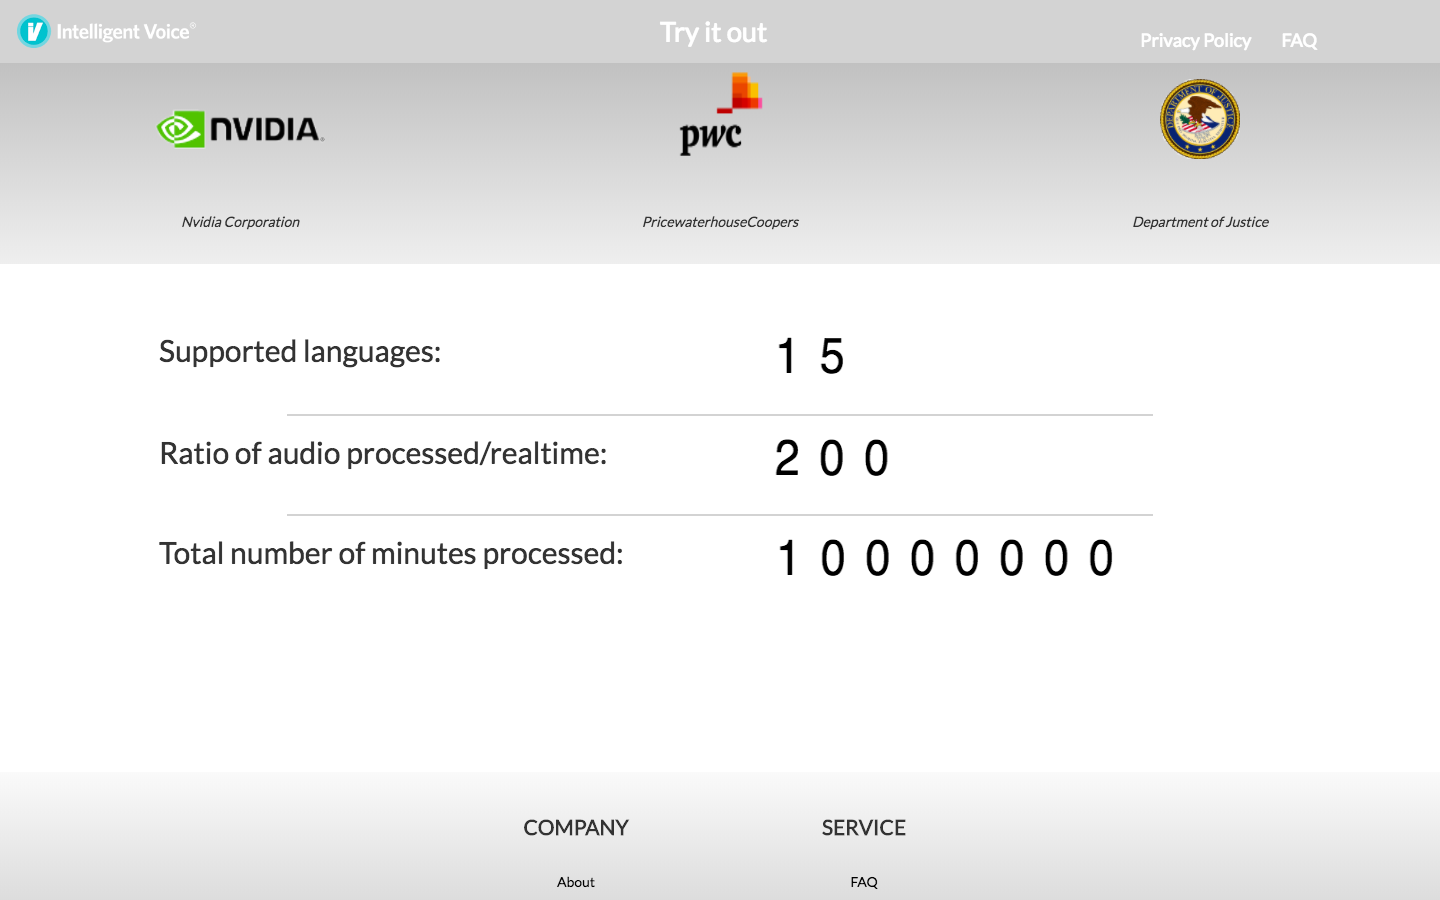 Intelligent Voice®
Try it out
Privacy Policy
FAQ
NVIDIA.
pwc
DEPARTMENT OF JUSTICE
Nvidia Corporation
PricewaterhouseCoopers
Department of Justice
Supported languages:
1 5
Ratio of audio processed/realtime:
2 0 0
Total number of minutes processed:
1 0 0 0 0 0 0 0
COMPANY
SERVICE
About
FAQ